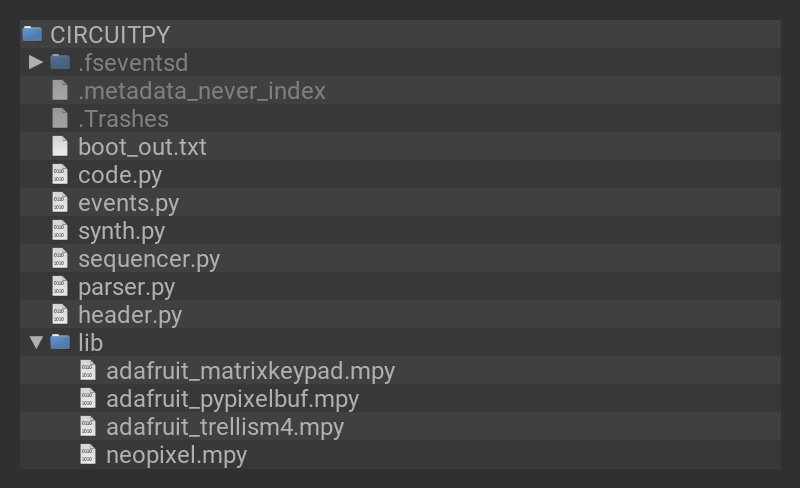 CIRCUITPY
.fseventsd
.metadata_never_index
.Trashes
boot_out.txt
code.py
events.py
synth.py
sequencer.py
parser.py
header.py
lib
adafruit_matrixkeypad.mpy
adafruit_pypixelbuf.mpy
adafruit_trellism4.mpy
neopixel.mpy